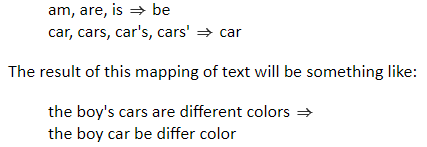 am, are, is ⇒ be
car, cars, car's, cars' ⇒ car
The result of this mapping of text will be something like:
the boy's cars are different colors ⇒
the boy car be differ color